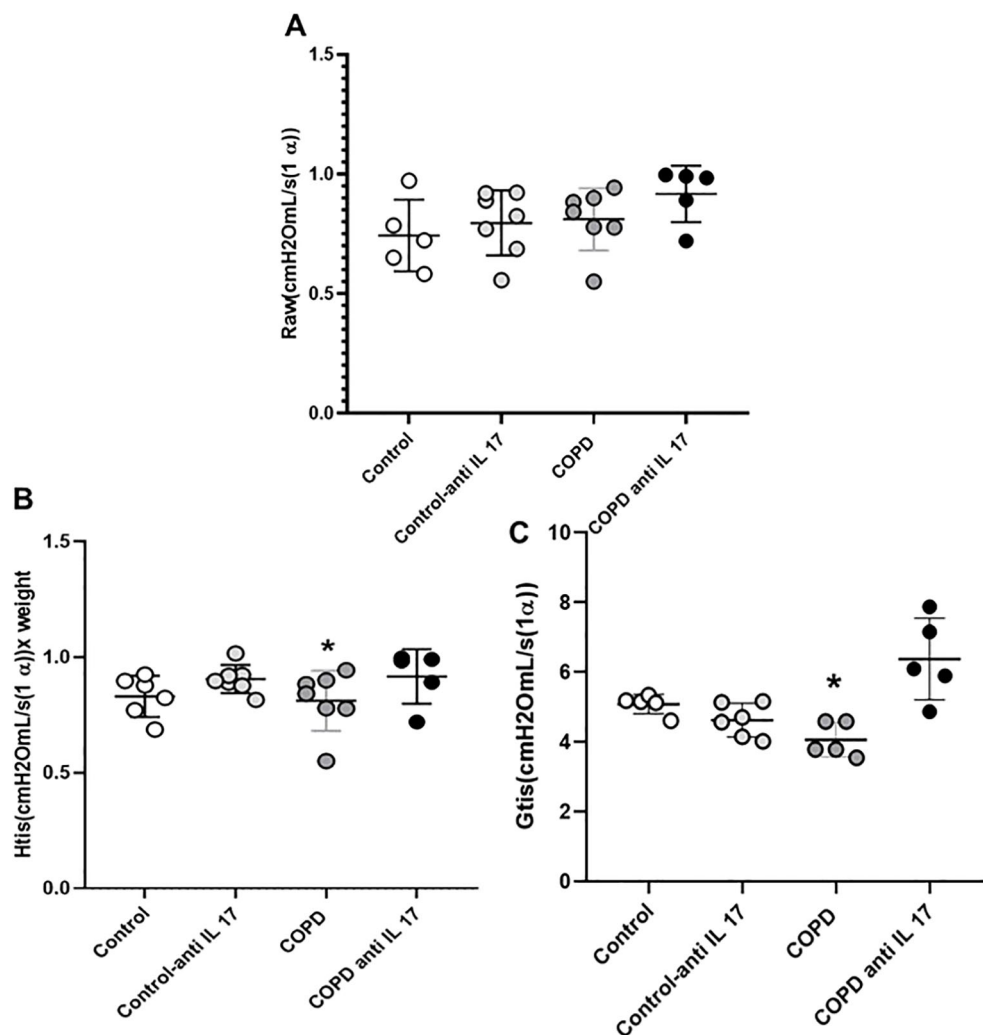 A
Raw(cmH2OmL/s(1 α))
1.5
1.0
0.5
0.0
Control
Control-anti IL 17
COPD
COPD anti IL 17
B
Htis(cmH2OmL/s(1 α))x weight
1.5
1.0
0.5
0.0
*
Control
Control-anti IL 17
COPD
COPD anti IL 17
C
Gtis(cmH2OmL/s(1α))
10
8
6
4
2
0
*
Control
Control-anti IL 17
COPD
COPD anti IL 17